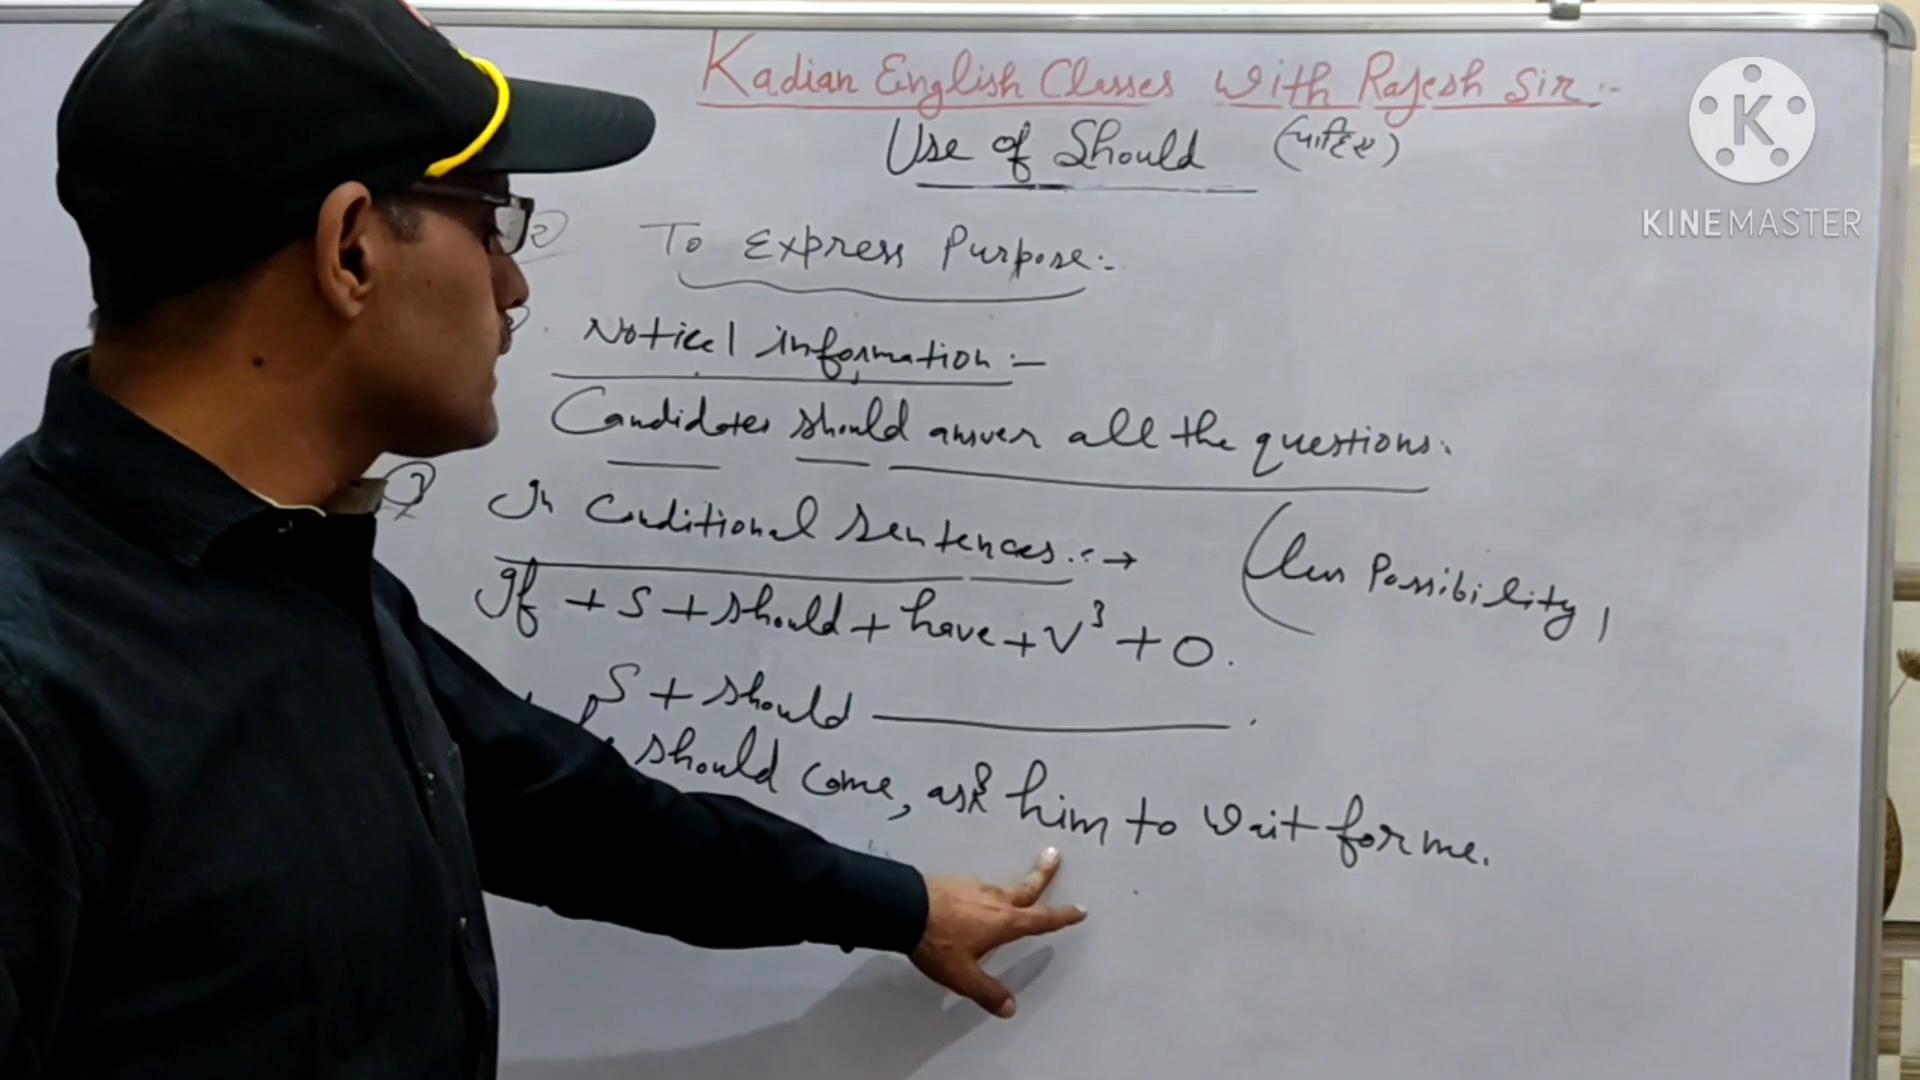 Kadian English Classes with Rajesh Sir :-
Use of Should (चाहिए)
② To Express Purpose :-
Notice / information :-
Candidates should answer all the questions.
In Conditional Sentences :- → (Less Possibility,
If + S + should + have + V³ + O.
S + should ———.
should come, ask him to wait for me.
K
KINEMASTER